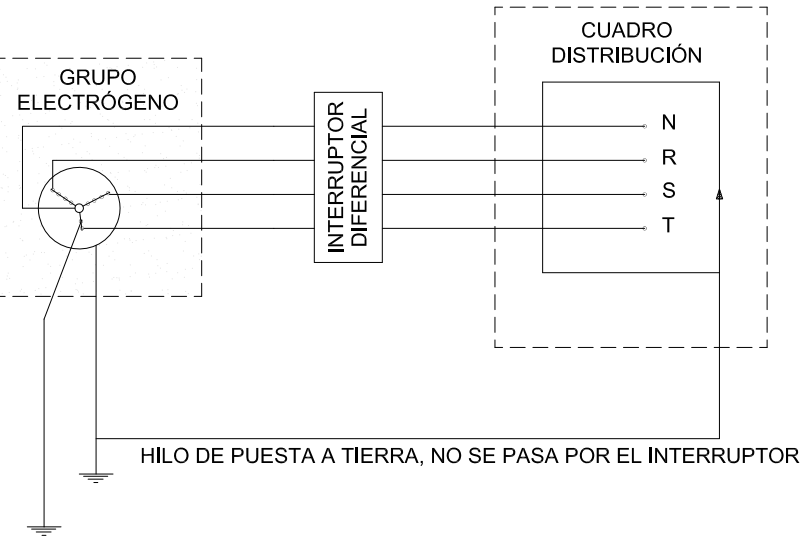 GRUPO
ELECTRÓGENO
INTERRUPTOR
DIFERENCIAL
CUADRO
DISTRIBUCIÓN
N
R
S
T
HILO DE PUESTA A TIERRA, NO SE PASA POR EL INTERRUPTOR